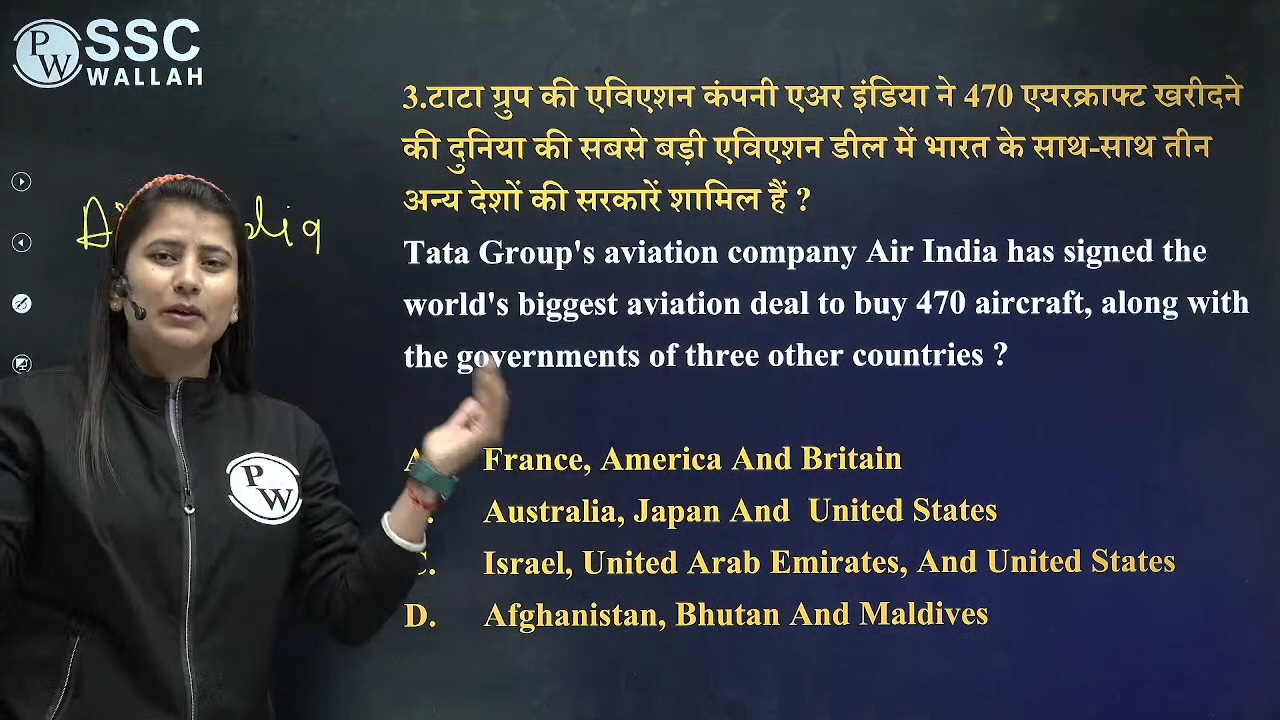 PW SSC
WALLAH
3.टाटा ग्रुप की एविएशन कंपनी एअर इंडिया ने 470 एयरक्राफ्ट खरीदने
की दुनिया की सबसे बड़ी एविएशन डील में भारत के साथ-साथ तीन
अन्य देशों की सरकारें शामिल हैं ?
Tata Group's aviation company Air India has signed the
world's biggest aviation deal to buy 470 aircraft, along with
the governments of three other countries ?
France, America And Britain
Australia, Japan And United States
C. Israel, United Arab Emirates, And United States
D. Afghanistan, Bhutan And Maldives
PW